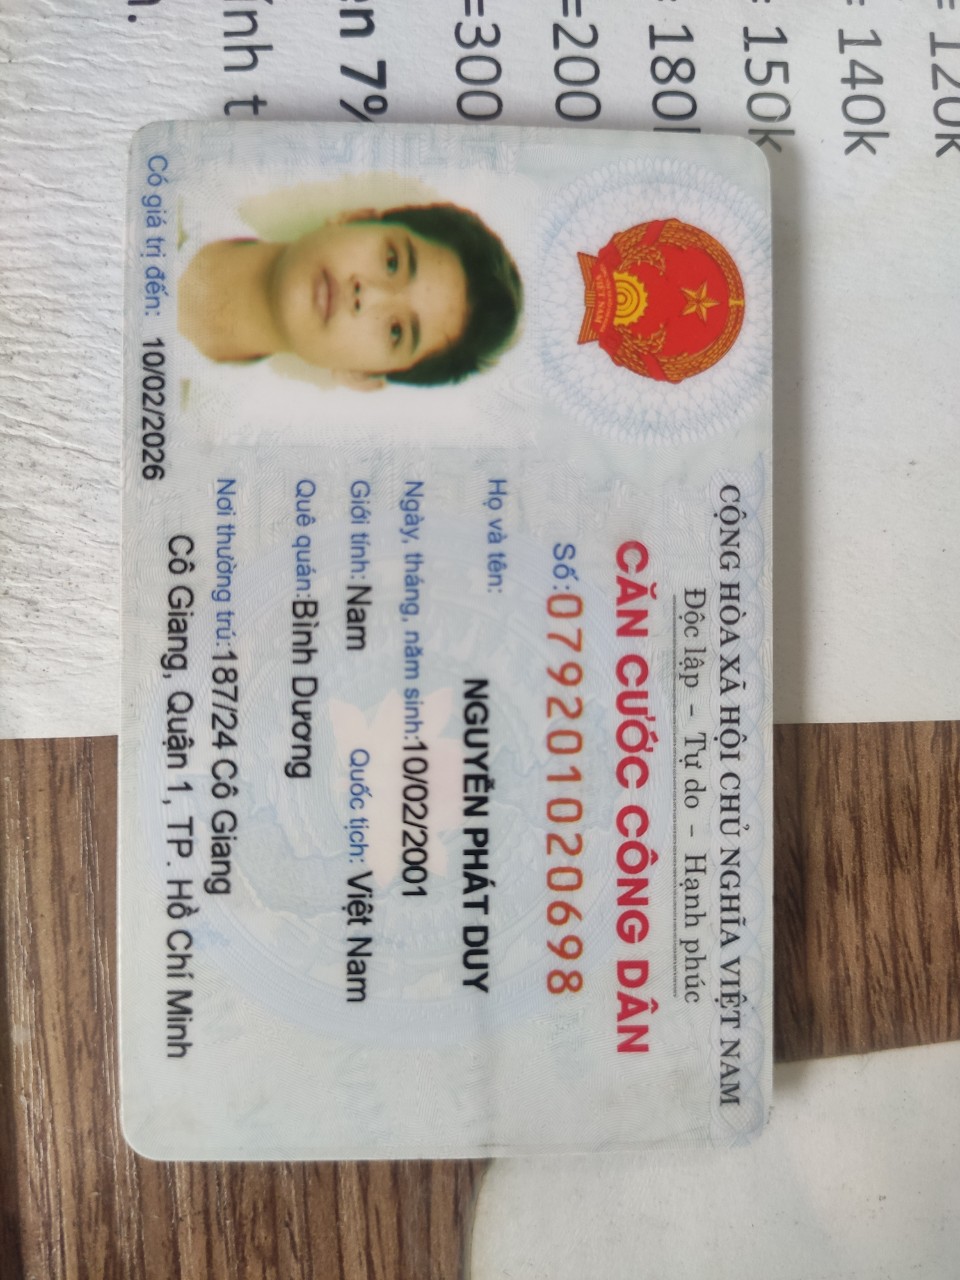 CỘNG HÒA XÃ HỘI CHỦ NGHĨA VIỆT NAM
Độc lập - Tự do - Hạnh phúc
CĂN CƯỚC CÔNG DÂN
Số: 079201020698
Họ và tên:
NGUYỄN PHÁT DUY
Ngày, tháng, năm sinh: 10/02/2001
Giới tính: Nam Quốc tịch: Việt Nam
Quê quán: Bình Dương
Nơi thường trú: 187/24 Cô Giang
Cô Giang, Quận 1, TP. Hồ Chí Minh
Có giá trị đến: 10/02/2026
= 120k
= 140k
= 150k
= 180
=200
=300
7%